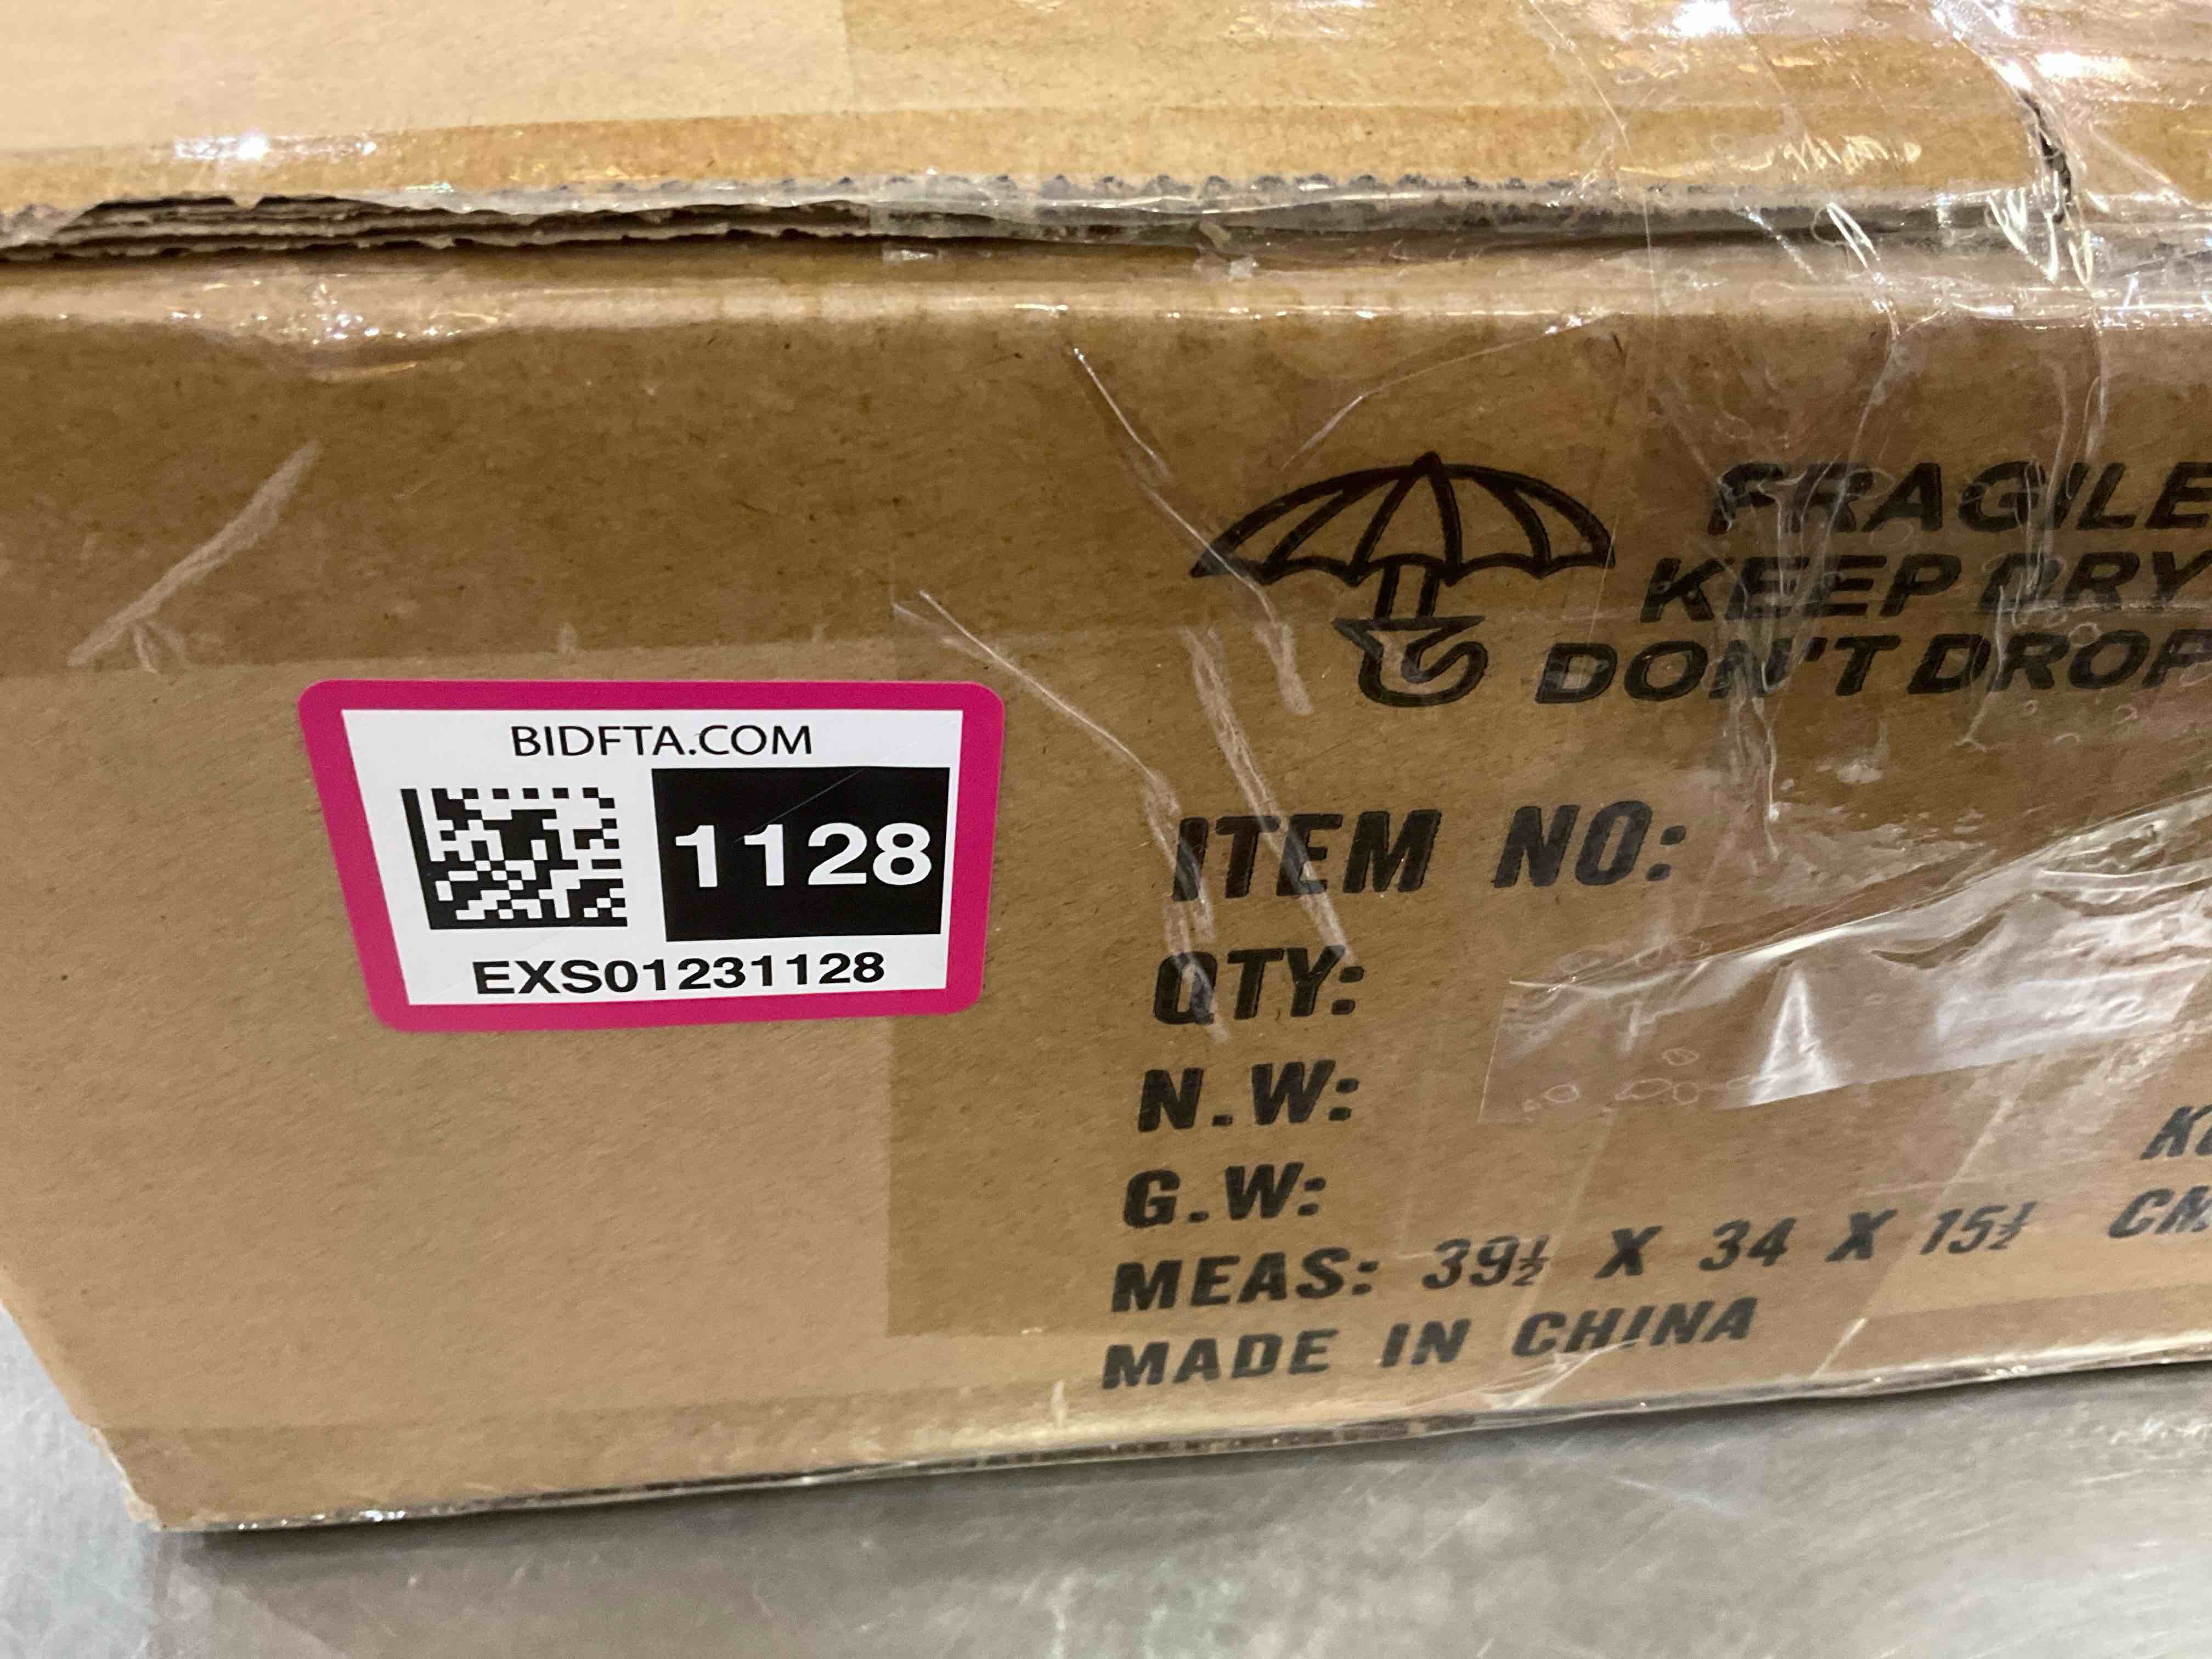 FRAGILE
KEEP DRY
DON'T DROP
BIDFTA.COM
1128
EXS01231128
ITEM NO:
QTY:
N.W:
G.W:
MEAS: 39½ X 34 X 15½ CM
MADE IN CHINA